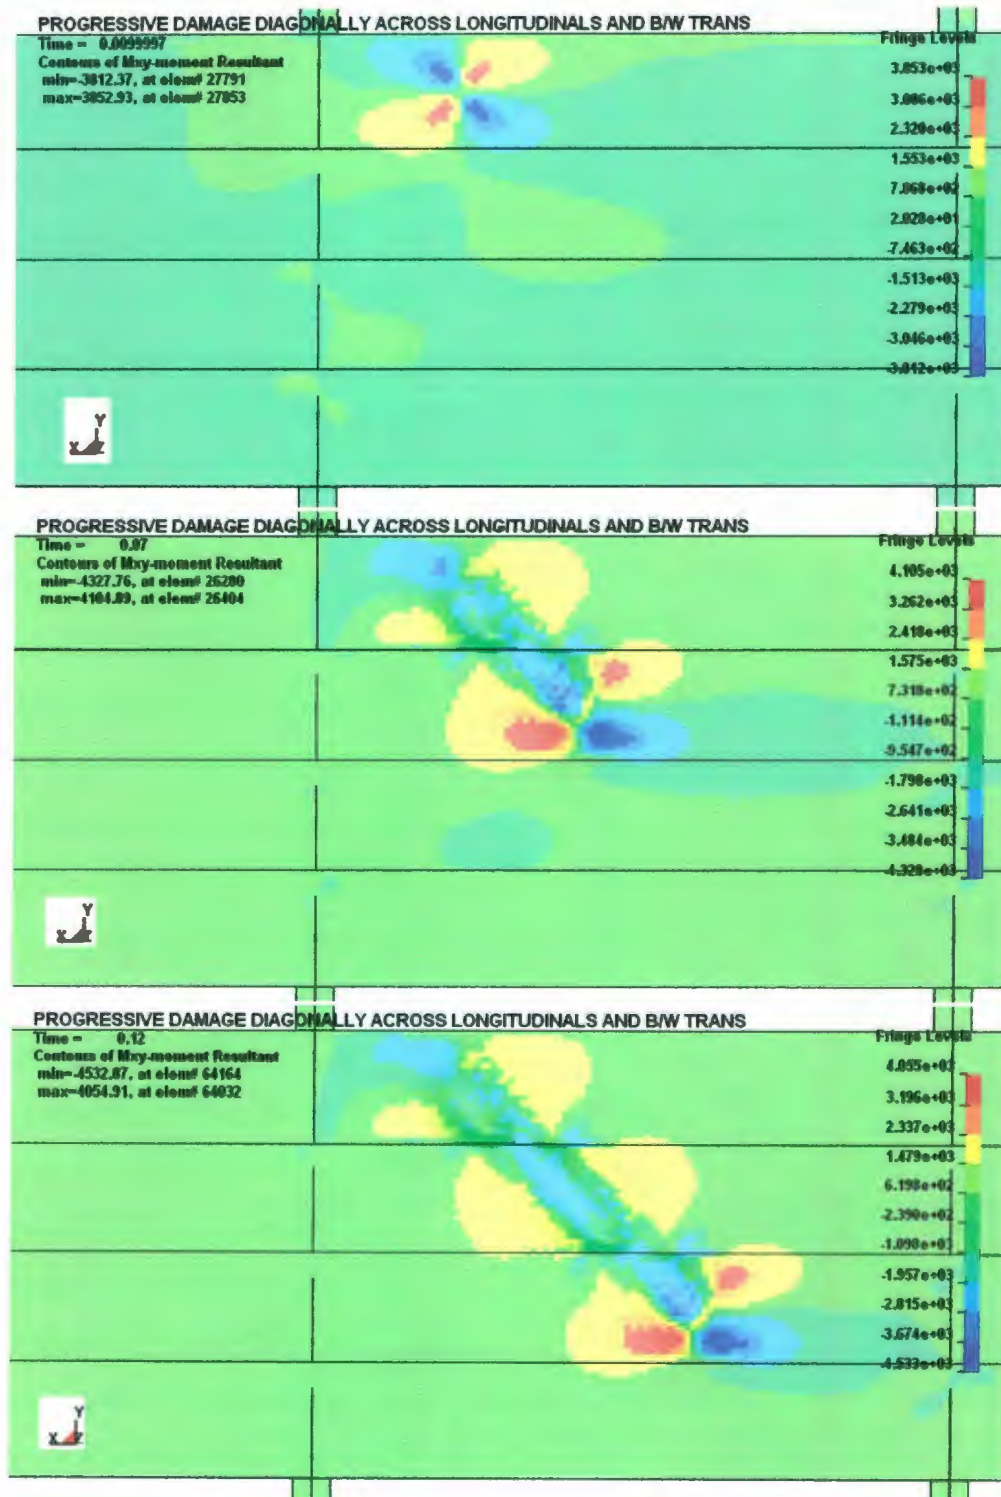 PROGRESSIVE DAMAGE DIAGONALLY ACROSS LONGITUDINALS AND B/W TRANS
Time = 0.0099997
Contours of Mxy-moment Resultant
min=-3812.37, at elem# 27791
max=3852.93, at elem# 27853
Fringe Levels
3.853e+03
3.086e+03
2.320e+03
1.553e+03
7.868e+02
2.028e+01
-7.463e+02
-1.513e+03
-2.279e+03
-3.046e+03
-3.812e+03
Y
X Z
PROGRESSIVE DAMAGE DIAGONALLY ACROSS LONGITUDINALS AND B/W TRANS
Time = 0.07
Contours of Mxy-moment Resultant
min=-4327.76, at elem# 26280
max=4104.89, at elem# 26404
Fringe Levels
4.105e+03
3.262e+03
2.418e+03
1.575e+03
7.318e+02
-1.114e+02
-9.547e+02
-1.798e+03
-2.641e+03
-3.484e+03
-4.328e+03
Y
X Z
PROGRESSIVE DAMAGE DIAGONALLY ACROSS LONGITUDINALS AND B/W TRANS
Time = 0.12
Contours of Mxy-moment Resultant
min=-4532.87, at elem# 64164
max=4054.91, at elem# 64032
Fringe Levels
4.055e+03
3.196e+03
2.337e+03
1.479e+03
6.198e+02
-2.390e+02
-1.098e+03
-1.957e+03
-2.815e+03
-3.674e+03
-4.533e+03
Y
X Z